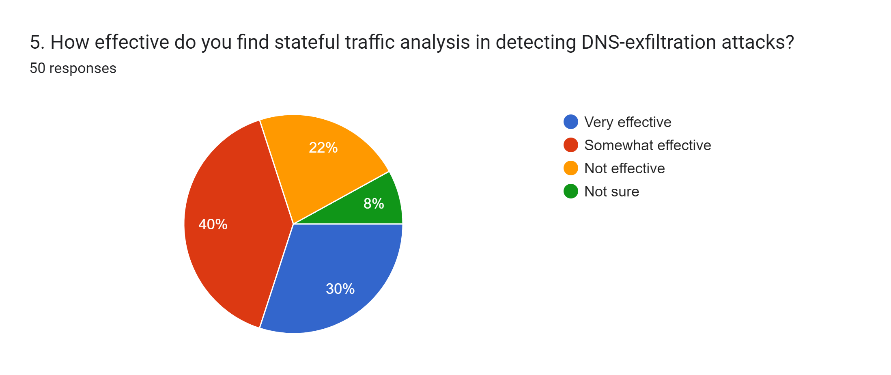 5. How effective do you find stateful traffic analysis in detecting DNS-exfiltration attacks?
50 responses
Very effective
Somewhat effective
Not effective
Not sure
22%
8%
40%
30%